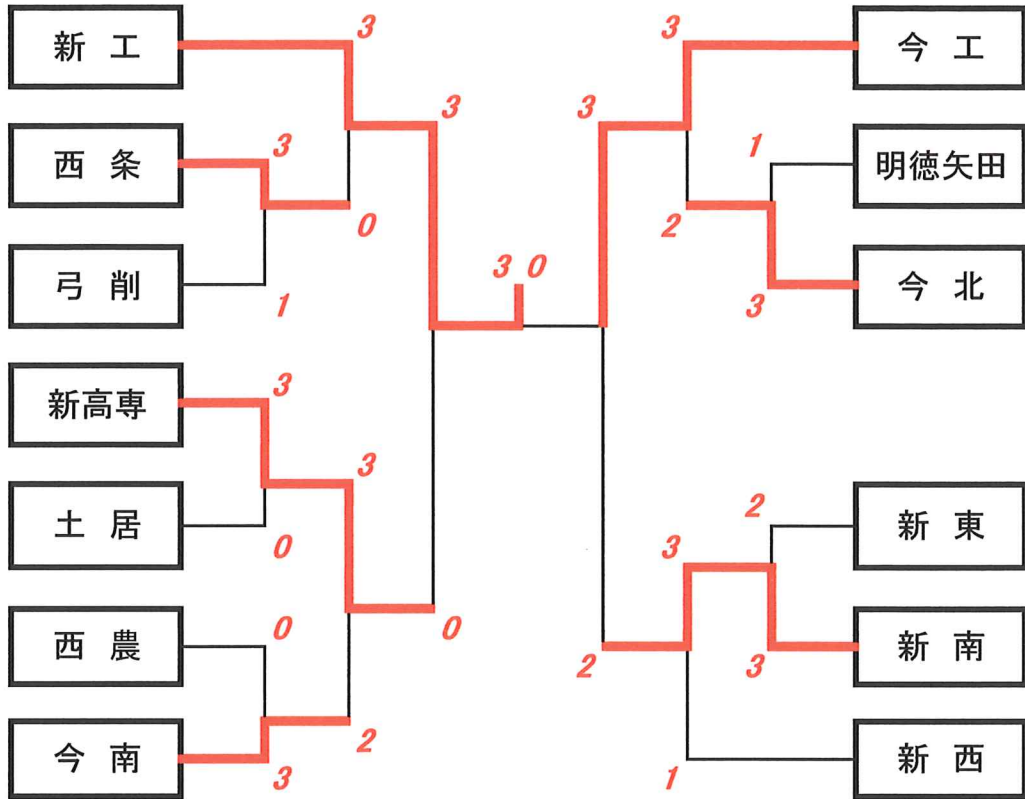 新工 3 3 今工
3 3
西条 3 1 明徳矢田
0 2
弓削 1 3 0 3 今北
新高専 3
3 2 新東
土居 0 3
西農 0 0 2 3 新南
今南 3 2 1 新西